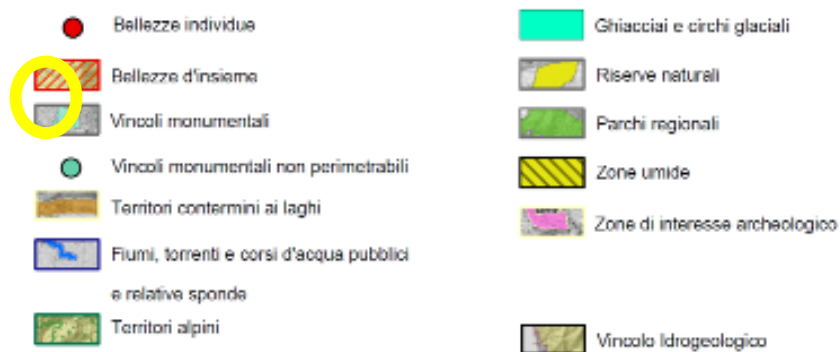 Bellezze individue
Bellezze d'insieme
Vincoli monumentali
Vincoli monumentali non perimetrabili
Territori contermini ai laghi
Fiumi, torrenti e corsi d'acqua pubblici
e relative sponde
Territori alpini
Ghiacciai e circhi glaciali
Riserve naturali
Parchi regionali
Zone umide
Zone di interesse archeologico
Vincolo Idrogeologico